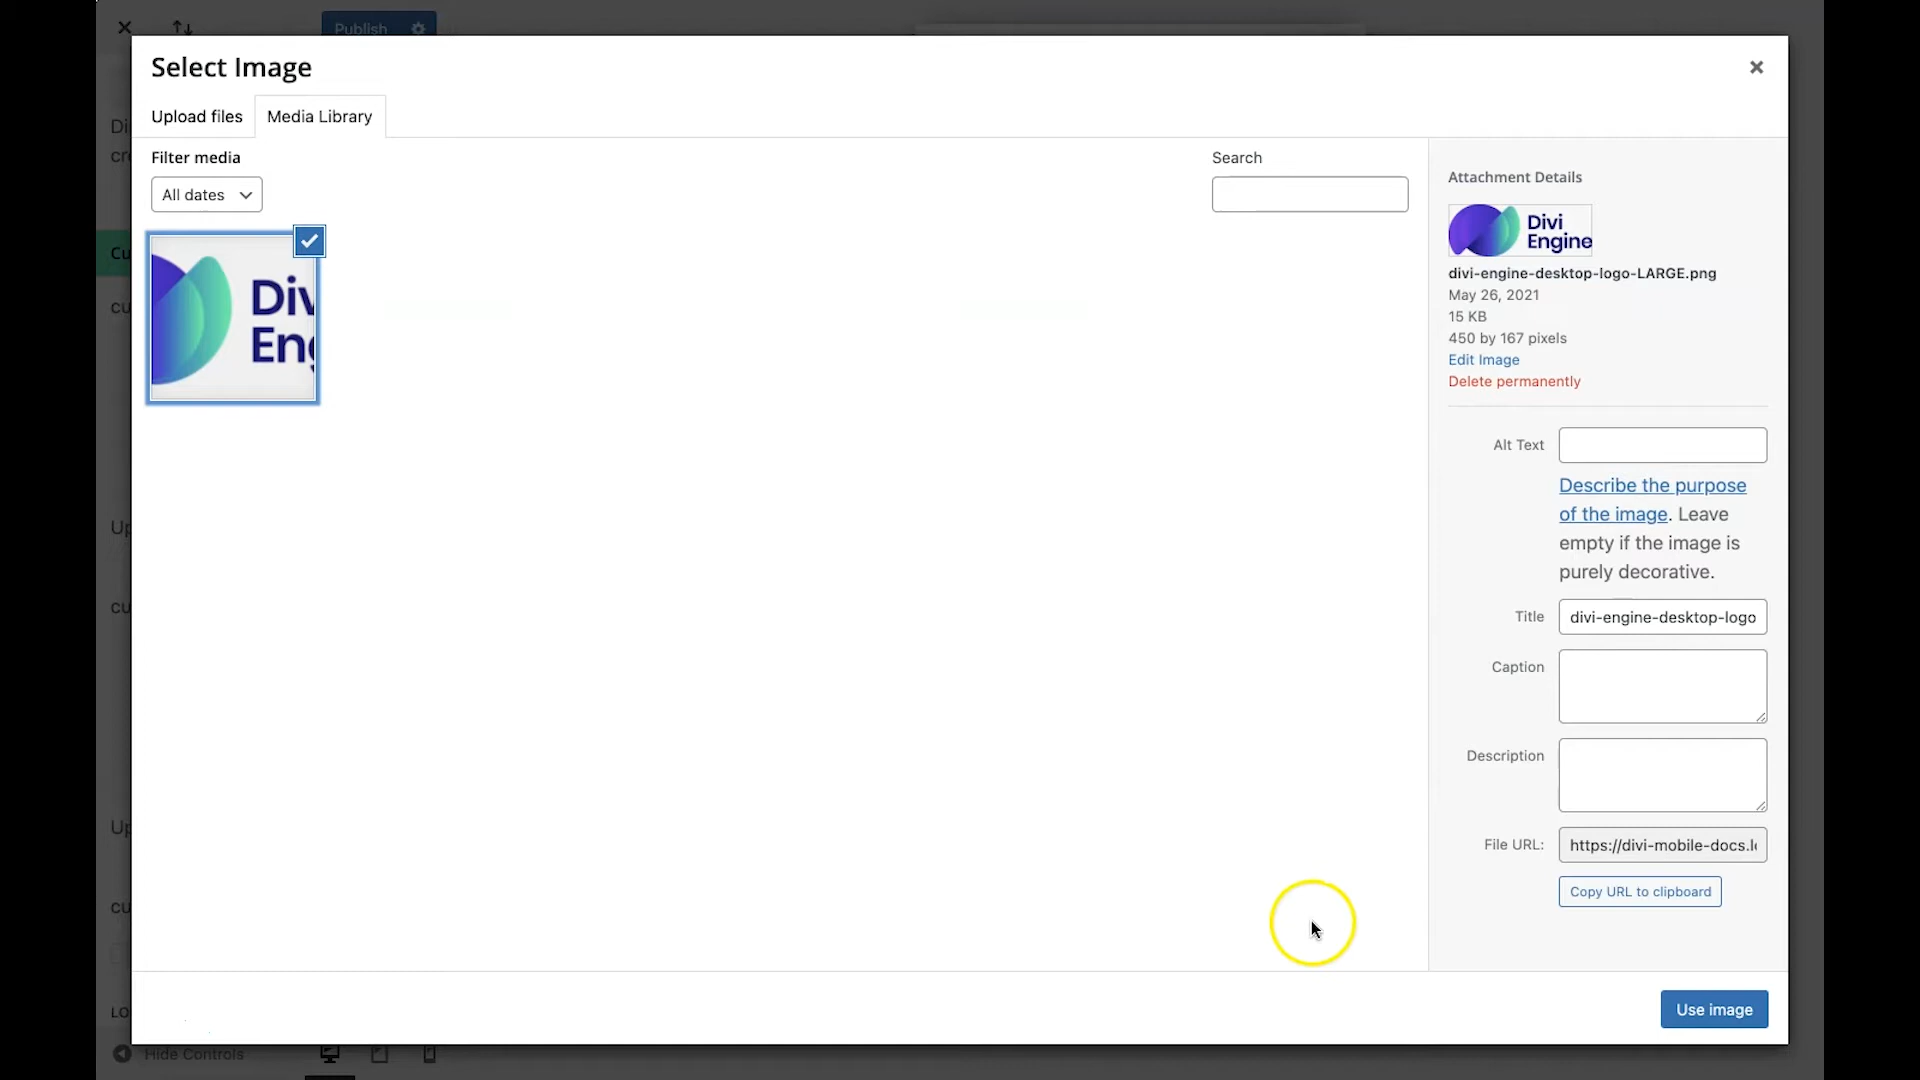 Publish
Select Image
Upload files
Media Library
Filter media
All dates
Search
Div
Eng
Attachment Details
Divi
Engine
divi-engine-desktop-logo-LARGE.png
May 26, 2021
15 KB
450 by 167 pixels
Edit Image
Delete permanently
Alt Text
Describe the purpose
of the image. Leave
empty if the image is
purely decorative.
Title
divi-engine-desktop-logo
Caption
Description
File URL:
https://divi-mobile-docs.l
Copy URL to clipboard
Use image
Hide Controls